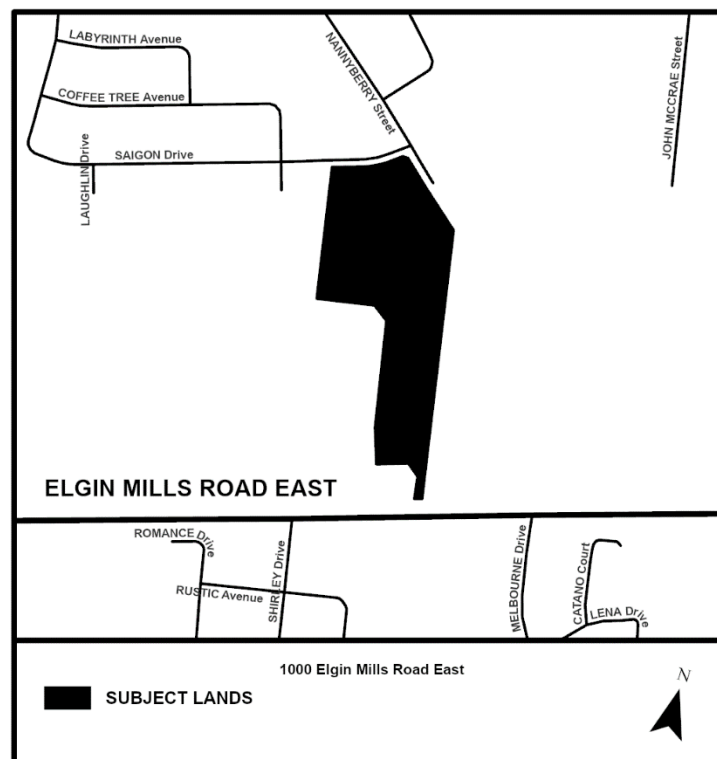 LABYRINTH Avenue
NANNYBERRY Street
JOHN MCCRAE Street
COFFEE TREE Avenue
SAIGON Drive
LAUGHLIN Drive
ELGIN MILLS ROAD EAST
ROMANCE Drive
SHIRLEY Drive
MELBOURNE Drive
CATANO Court
RUSTIC Avenue
LENA Drive
1000 Elgin Mills Road East
N
SUBJECT LANDS